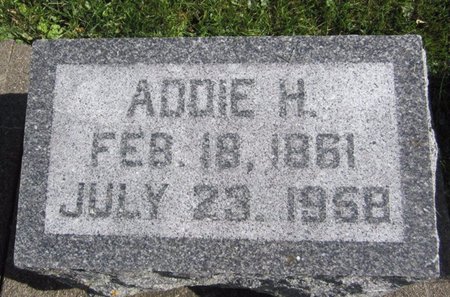 ADDIE H.
FEB. 18, 1861
JULY 23. 1958